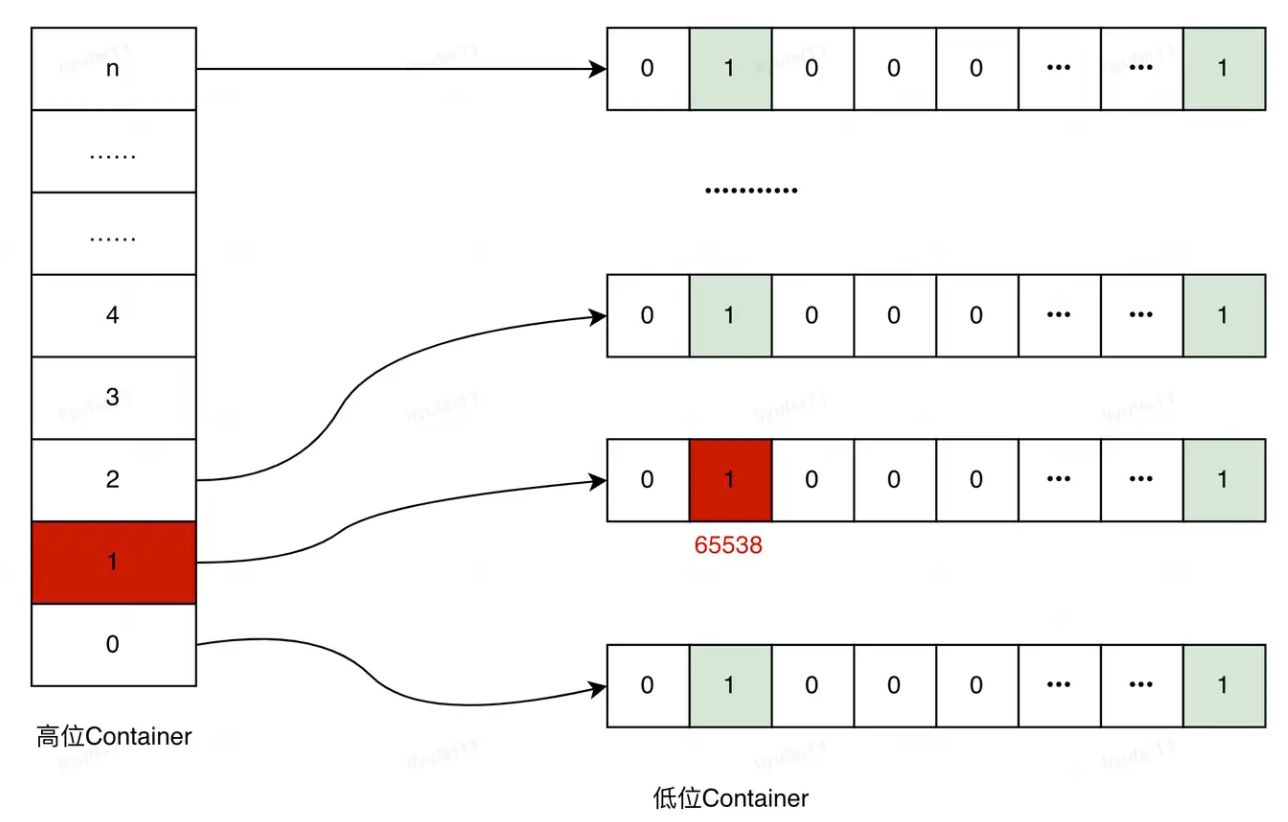 n
0 1 0 0 0 ••• ••• 1
......
•••••••••••
......
4
0 1 0 0 0 ••• ••• 1
3
2
0 1 0 0 0 ••• ••• 1
65538
1
0
0 1 0 0 0 ••• ••• 1
高位Container
低位Container